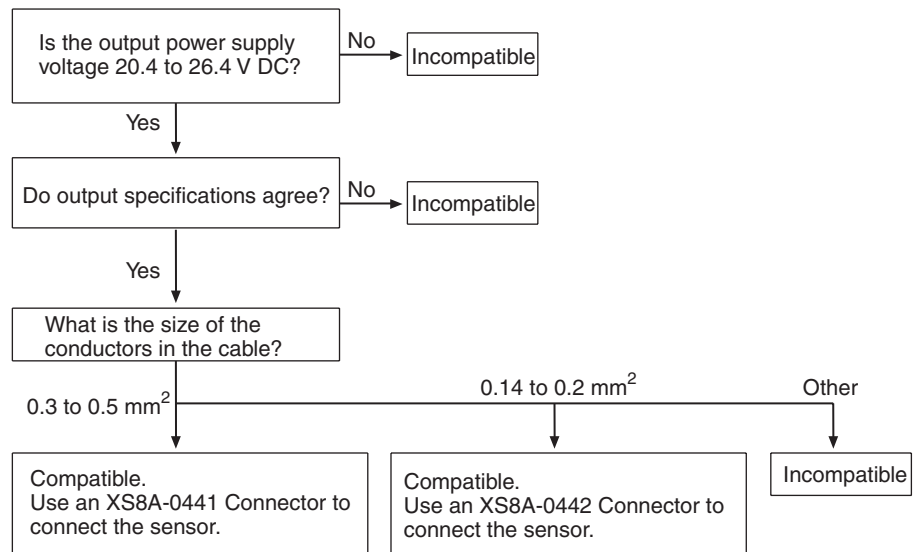 Is the output power supply
voltage 20.4 to 26.4 V DC?
No
Incompatible
Yes
Do output specifications agree?
No
Incompatible
Yes
What is the size of the
conductors in the cable?
0.3 to 0.5 mm²
0.14 to 0.2 mm²
Other
Compatible.
Use an XS8A-0441 Connector to
connect the sensor.
Compatible.
Use an XS8A-0442 Connector to
connect the sensor.
Incompatible